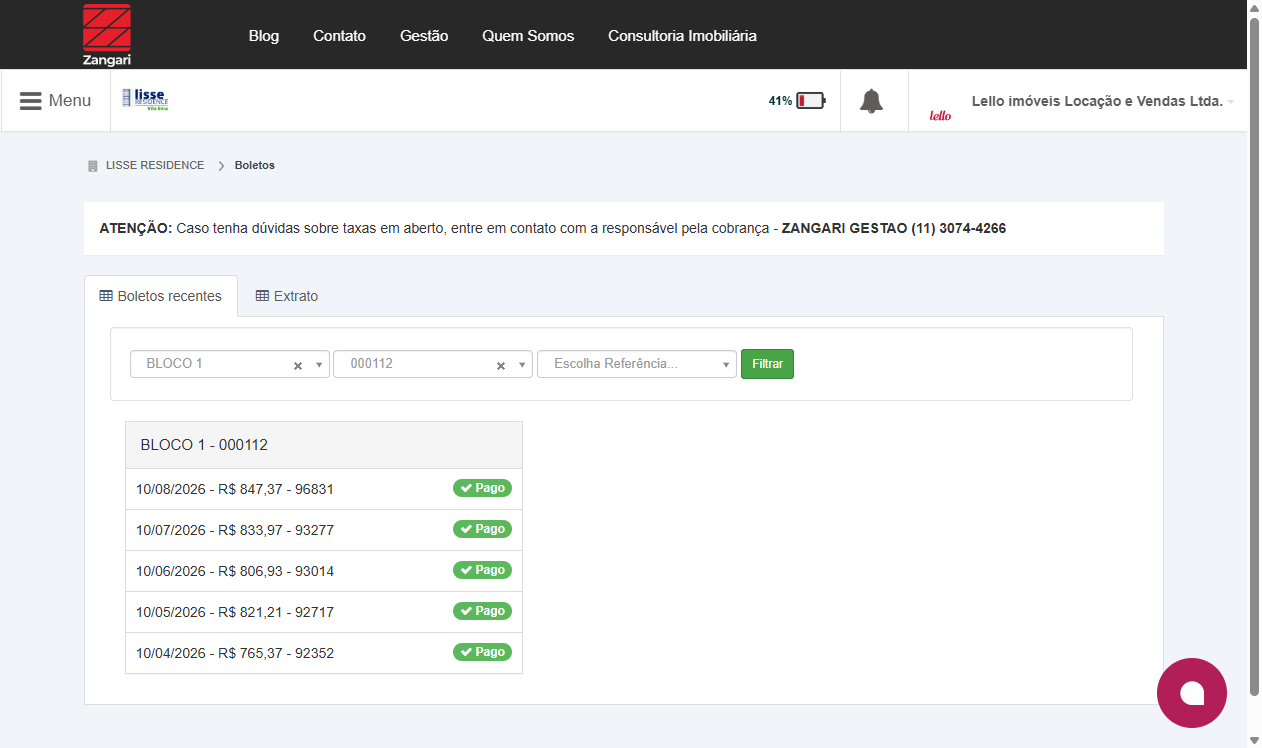 Zangari
Blog
Contato
Gestão
Quem Somos
Consultoria Imobiliária
Menu
lisse
RESIDENCE
Vila Ema
41%
lello
Lello imóveis Locação e Vendas Ltda.
LISSE RESIDENCE
Boletos
ATENÇÃO: Caso tenha dúvidas sobre taxas em aberto, entre em contato com a responsável pela cobrança - ZANGARI GESTAO (11) 3074-4266
Boletos recentes
Extrato
BLOCO 1
000112
Escolha Referência...
Filtrar
BLOCO 1 - 000112
10/08/2026 - R$ 847,37 - 96831 Pago
10/07/2026 - R$ 833,97 - 93277 Pago
10/06/2026 - R$ 806,93 - 93014 Pago
10/05/2026 - R$ 821,21 - 92717 Pago
10/04/2026 - R$ 765,37 - 92352 Pago